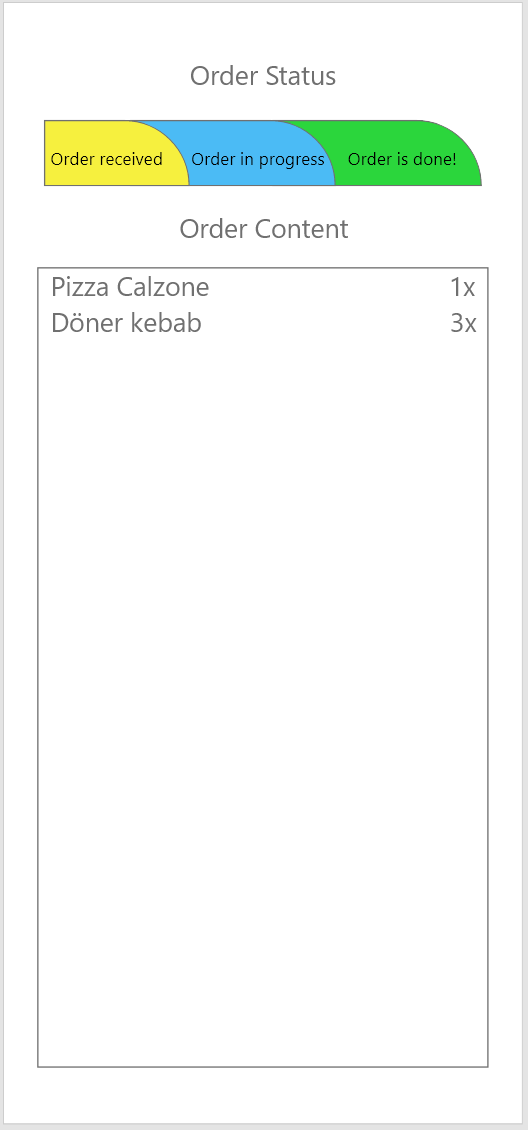 Order Status
Order received Order in progress Order is done!
Order Content
Pizza Calzone 1x
Döner kebab 3x